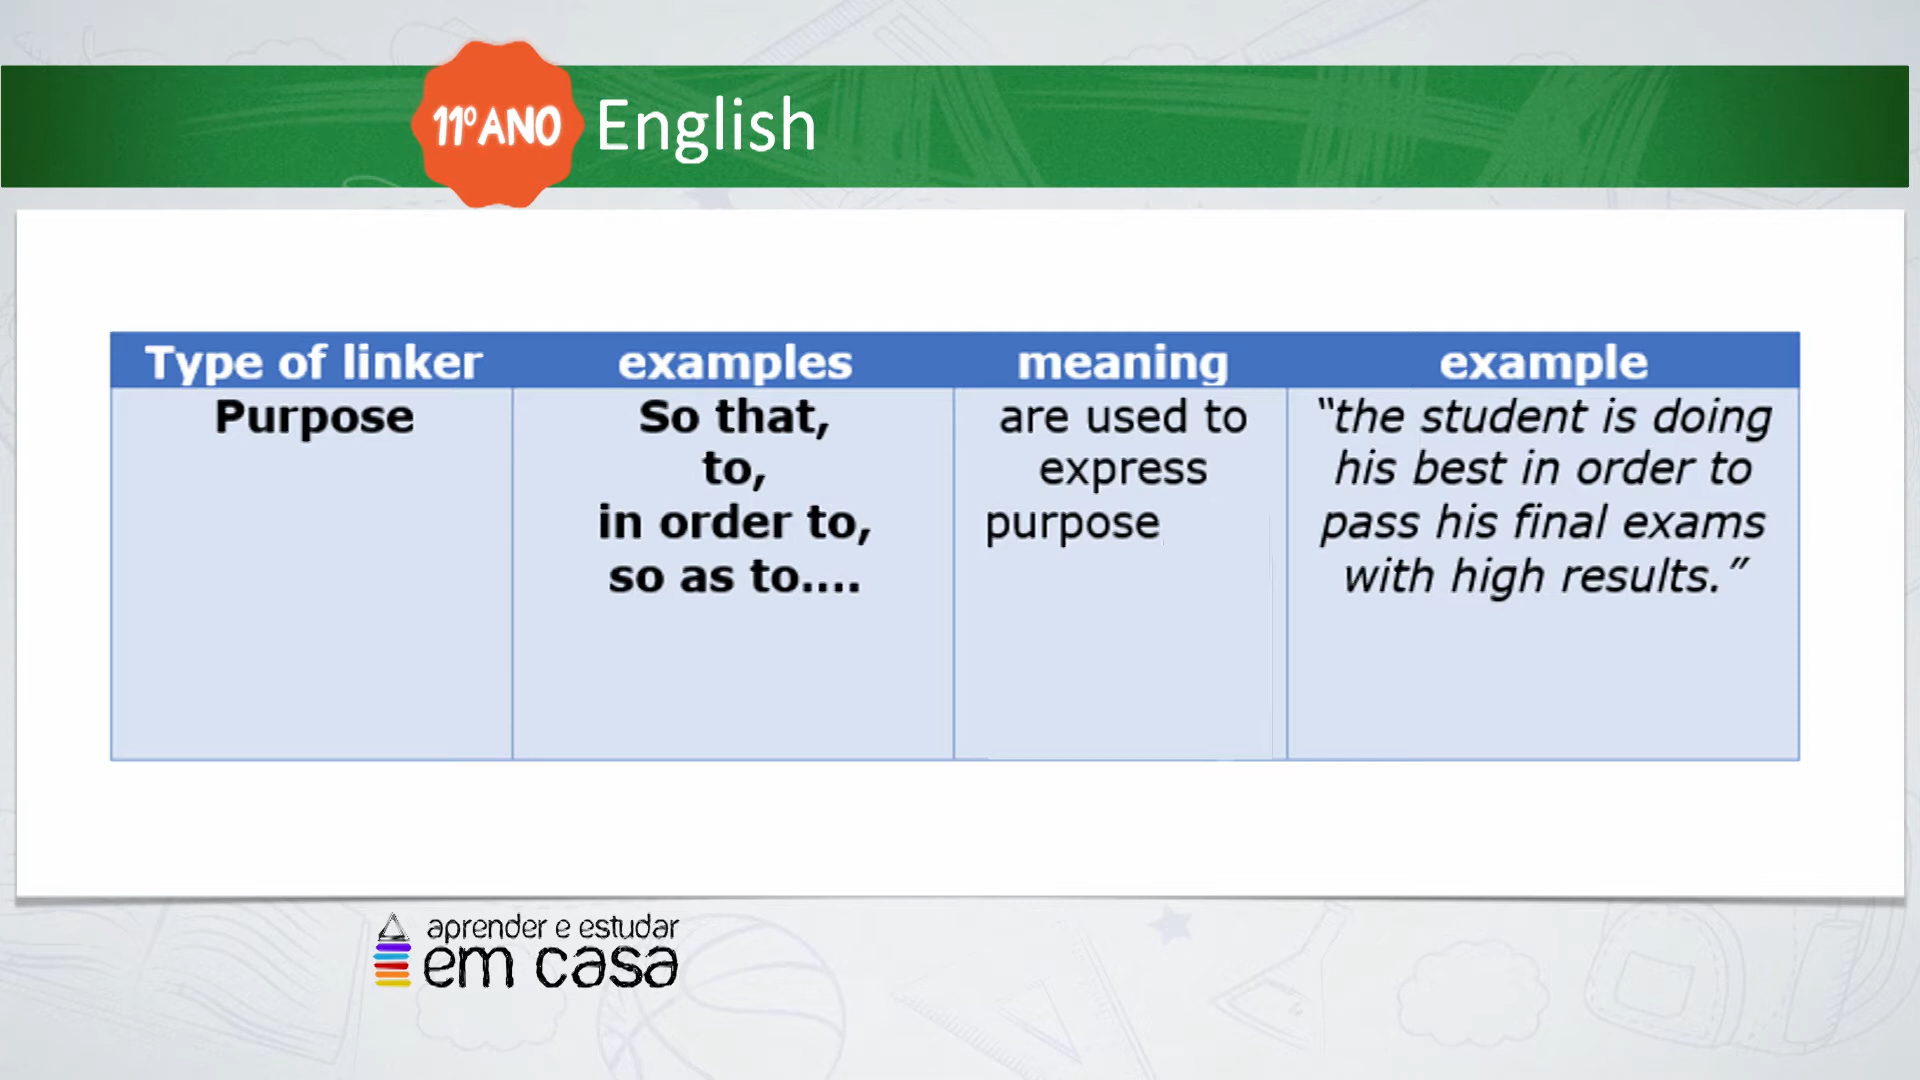 11º ANO English
Type of linker examples meaning example
Purpose
So that,
to,
in order to,
so as to....
are used to
express
purpose
“the student is doing
his best in order to
pass his final exams
with high results.”
aprender e estudar
em casa